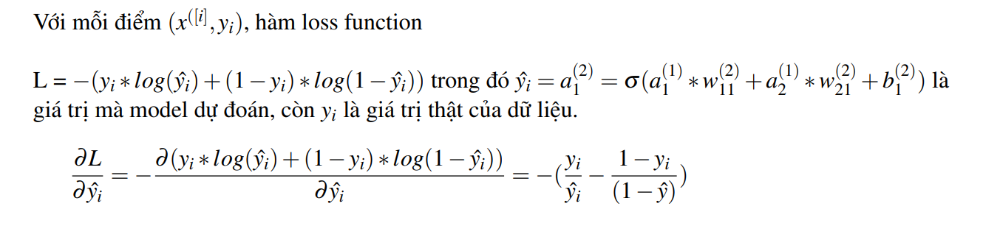 Với mỗi điểm $(x^{([i]}, y_i)$, hàm loss function
L = $-(y_i * log(\hat{y}_i) + (1 - y_i) * log(1 - \hat{y}_i))$ trong đó $\hat{y}_i = a_1^{(2)} = \boldsymbol{\sigma}(a_1^{(1)} * w_{11}^{(2)} + a_2^{(1)} * w_{21}^{(2)} + b_1^{(2)})$ là
giá trị mà model dự đoán, còn $y_i$ là giá trị thật của dữ liệu.
$\frac{\partial L}{\partial \hat{y}_i} = -\frac{\partial (y_i * log(\hat{y}_i) + (1 - y_i) * log(1 - \hat{y}_i))}{\partial \hat{y}_i} = -(\frac{y_i}{\hat{y}_i} - \frac{1 - y_i}{(1 - \hat{y})})$